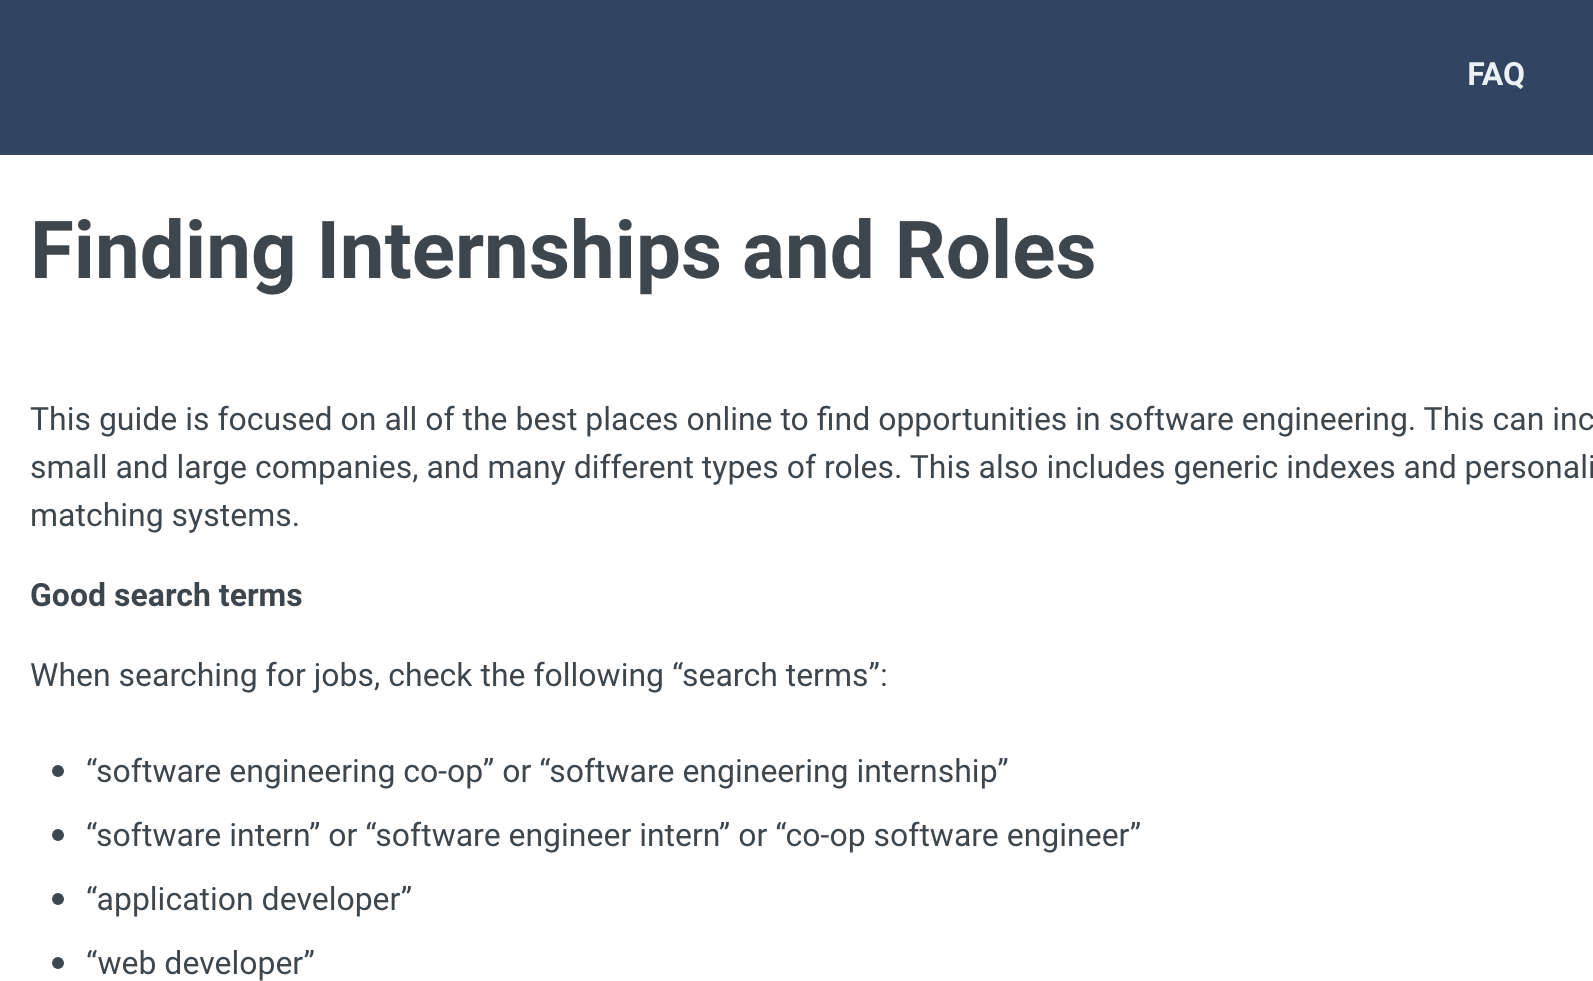 FAQ
Finding Internships and Roles
This guide is focused on all of the best places online to find opportunities in software engineering. This can
small and large companies, and many different types of roles. This also includes generic indexes and
matching systems.
Good search terms
When searching for jobs, check the following “search terms”:
• “software engineering co-op” or “software engineering internship”
• “software intern” or “software engineer intern” or “co-op software engineer”
• “application developer”
• “web developer”